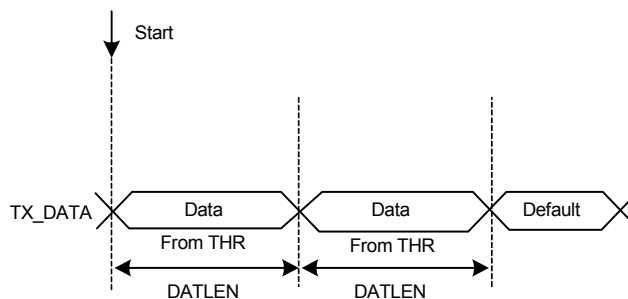 Start
TX_DATA Data Data Default
From THR From THR
DATLEN DATLEN